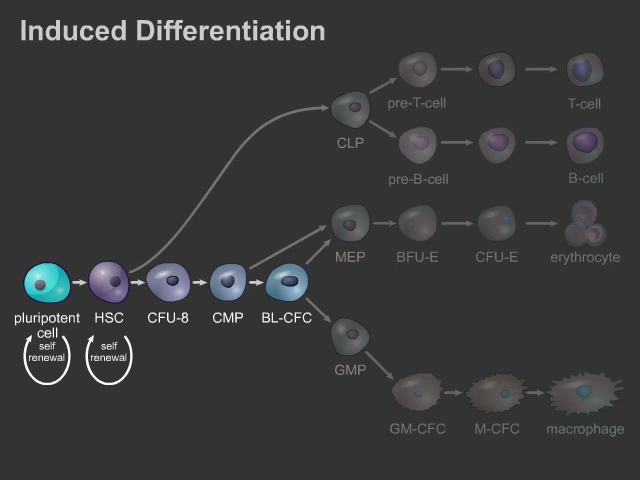 Induced Differentiation
pre-T-cell
T-cell
CLP
pre-B-cell
B-cell
MEP
BFU-E
CFU-E
erythrocyte
pluripotent
cell
HSC
CFU-8
CMP
BL-CFC
self
renewal
self
renewal
GMP
GM-CFC
M-CFC
macrophage